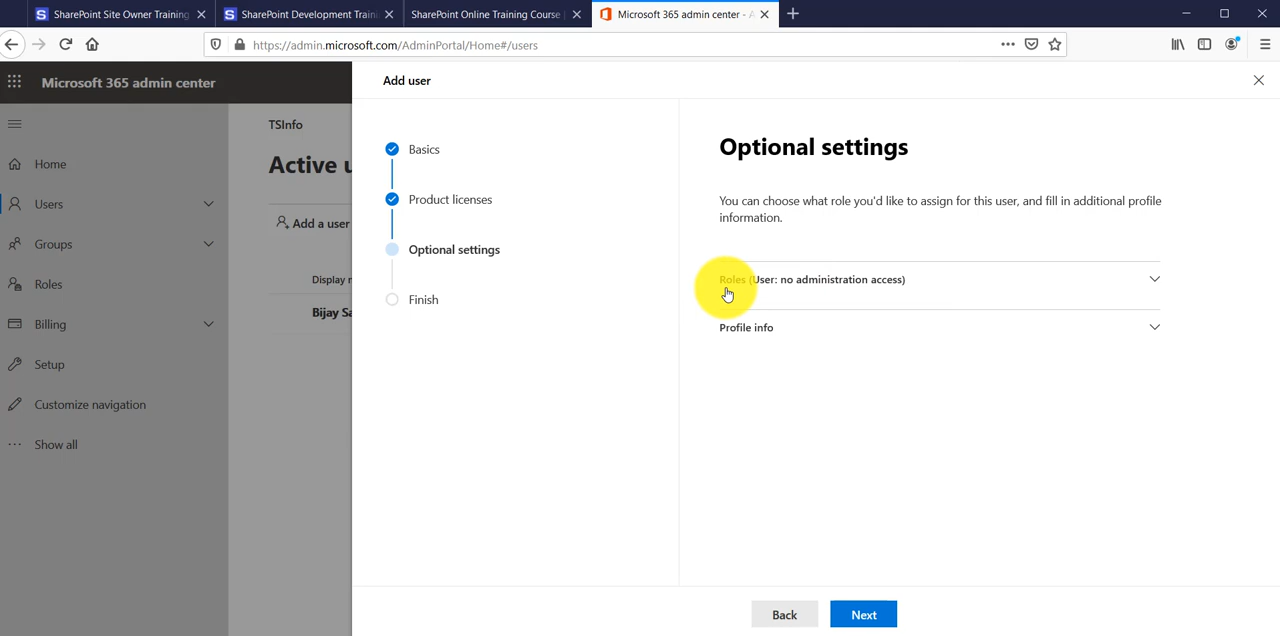 SharePoint Site Owner Training
SharePoint Development Traini
SharePoint Online Training Course |
Microsoft 365 admin center - A
https://admin.microsoft.com/AdminPortal/Home#/users
Microsoft 365 admin center
Home
Users
Groups
Roles
Billing
Setup
Customize navigation
Show all
TSInfo
Active u
Add a user
Display n
Bijay Sa
Add user
Basics
Product licenses
Optional settings
Finish
Optional settings
You can choose what role you'd like to assign for this user, and fill in additional profile
information.
Roles (User: no administration access)
Profile info
Back
Next